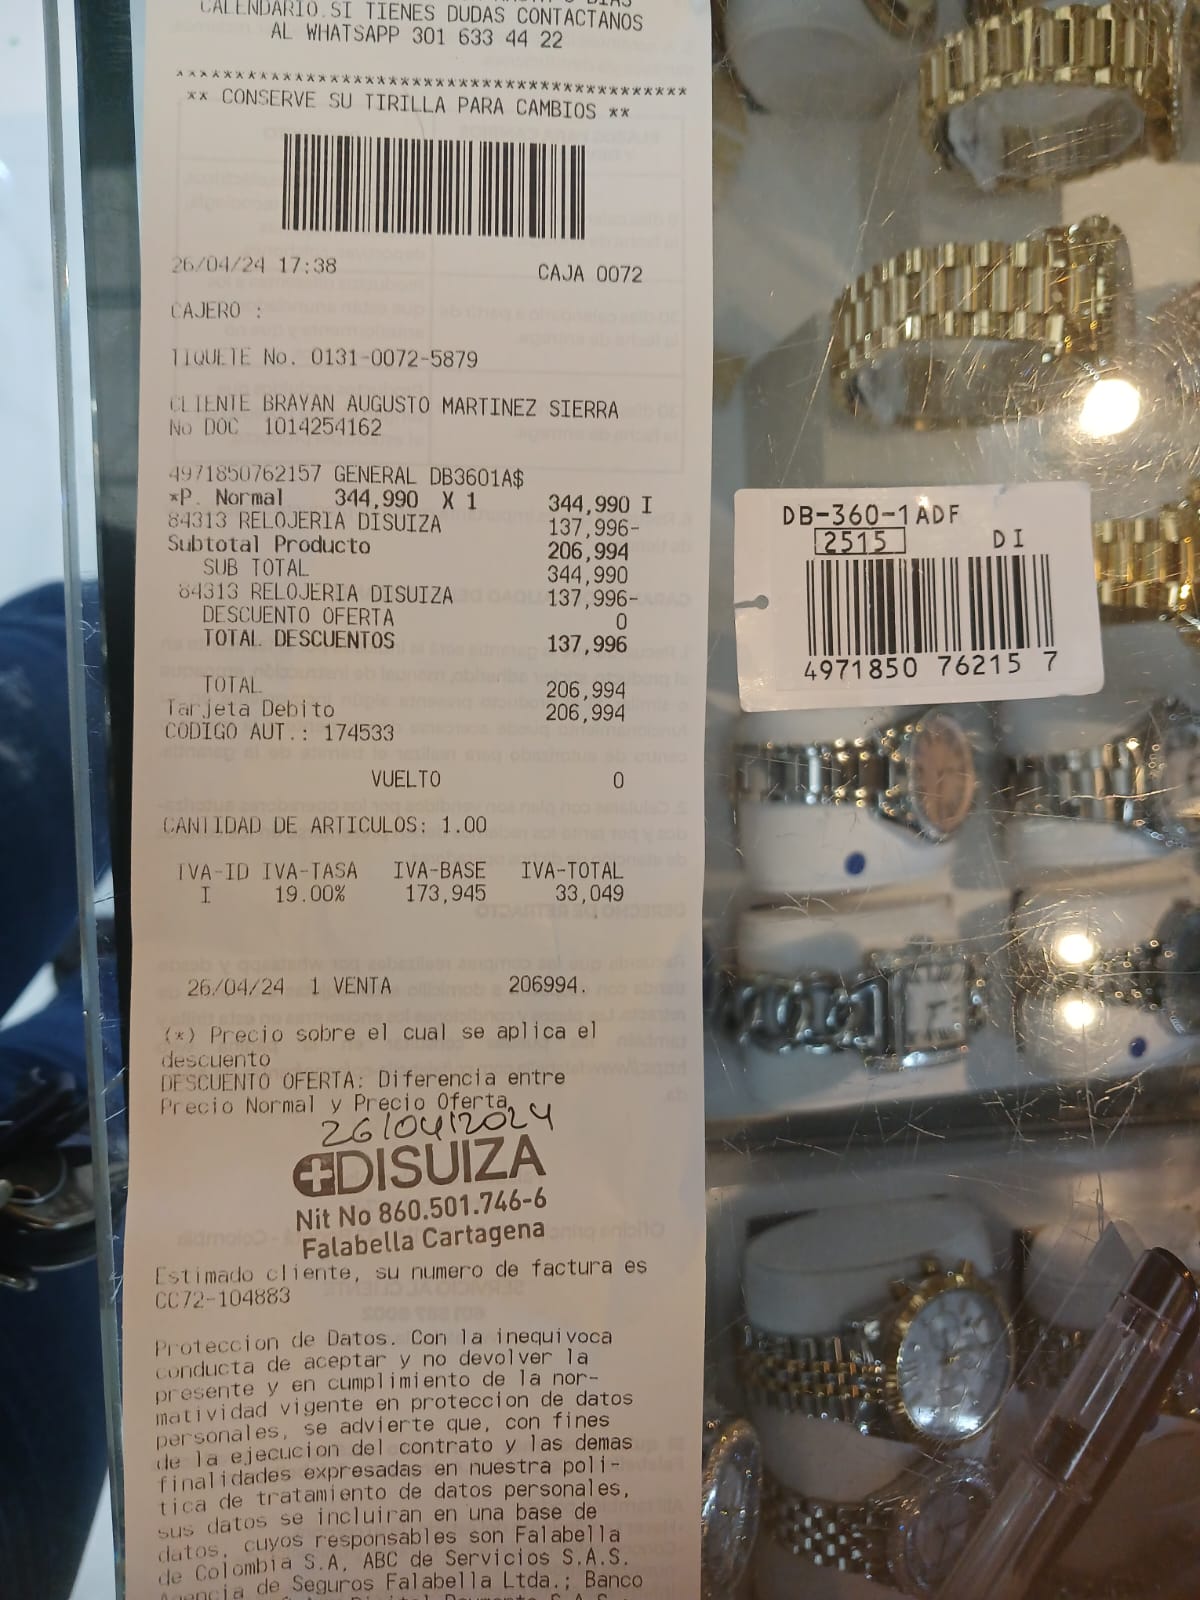 CALENDARIO.SI TIENES DUDAS CONTACTANOS
AL WHATSAPP 301 633 44 22
****************************************
** CONSERVE SU TIRILLA PARA CAMBIOS **
26/04/24 17:38 CAJA 0072
CAJERO :
TIQUETE No. 0131-0072-5879
CLIENTE BRAYAN AUGUSTO MARTINEZ SIERRA
No DOC 1014254162
4971850762157 GENERAL DB3601A$
*P. Normal 344,990 X 1 344,990 I
84313 RELOJERIA DISUIZA 137,996-
Subtotal Producto 206,994
SUB TOTAL 344,990
84313 RELOJERIA DISUIZA 137,996-
DESCUENTO OFERTA 0
TOTAL DESCUENTOS 137,996
TOTAL 206,994
Tarjeta Debito 206,994
CODIGO AUT.: 174533
VUELTO 0
CANTIDAD DE ARTICULOS: 1.00
IVA-ID IVA-TASA IVA-BASE IVA-TOTAL
I 19.00% 173,945 33,049
26/04/24 1 VENTA 206994.
(*) Precio sobre el cual se aplica el
descuento
DESCUENTO OFERTA: Diferencia entre
Precio Normal y Precio Oferta
26/04/2024
DISUIZA
Nit No 860.501.746-6
Falabella Cartagena
Estimado cliente, su numero de factura es
CC72-104883
Proteccion de Datos. Con la inequivoca
conducta de aceptar y no devolver la
presente y en cumplimiento de la nor-
matividad vigente en proteccion de datos
personales, se advierte que, con fines
de la ejecucion del contrato y las demas
finalidades expresadas en nuestra poli-
tica de tratamiento de datos personales,
sus datos se incluiran en una base de
datos, cuyos responsables son Falabella
de Colombia S.A, ABC de Servicios S.A.S.
Agencia de Seguros Falabella Ltda.; Banco
DB-360-1ADF
2515 DI
4971850 76215 7